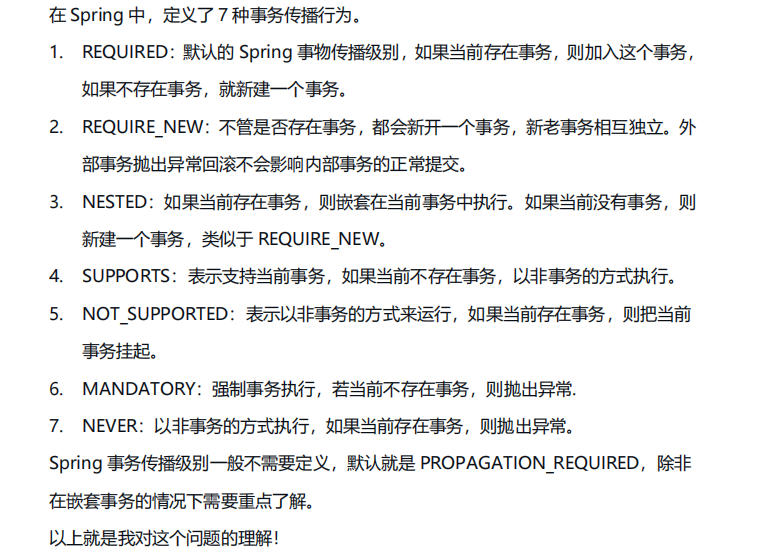 在 Spring 中，定义了 7 种事务传播行为。
1. REQUIRED：默认的 Spring 事物传播级别，如果当前存在事务，则加入这个事务，
如果不存在事务，就新建一个事务。
2. REQUIRE_NEW：不管是否存在事务，都会新开一个事务，新老事务相互独立。外
部事务抛出异常回滚不会影响内部事务的正常提交。
3. NESTED：如果当前存在事务，则嵌套在当前事务中执行。如果当前没有事务，则
新建一个事务，类似于 REQUIRE_NEW。
4. SUPPORTS：表示支持当前事务，如果当前不存在事务，以非事务的方式执行。
5. NOT_SUPPORTED：表示以非事务的方式来运行，如果当前存在事务，则把当前
事务挂起。
6. MANDATORY：强制事务执行，若当前不存在事务，则抛出异常.
7. NEVER：以非事务的方式执行，如果当前存在事务，则抛出异常。
Spring 事务传播级别一般不需要定义，默认就是 PROPAGATION_REQUIRED，除非
在嵌套事务的情况下需要重点了解。
以上就是我对这个问题的理解！